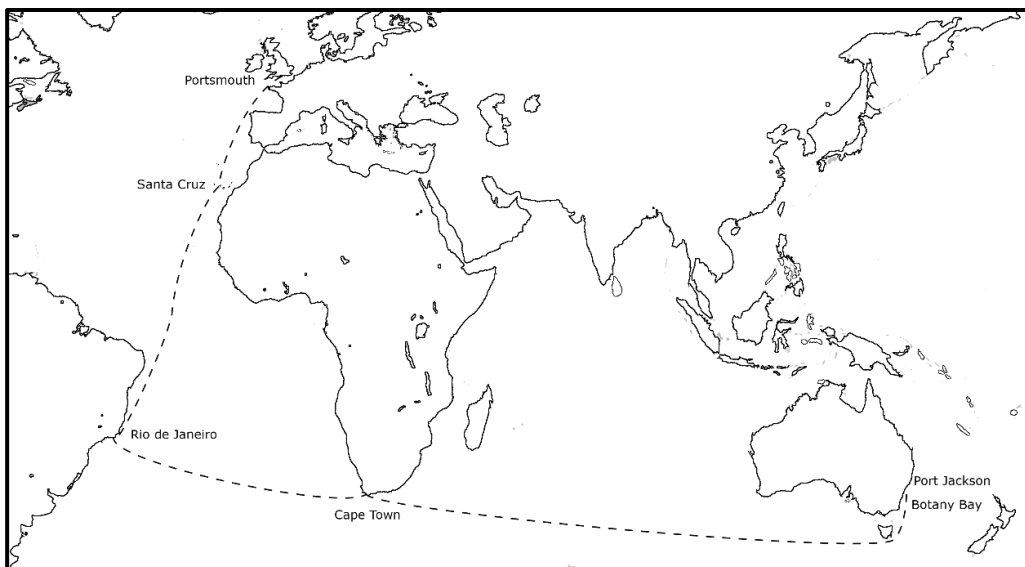 Portsmouth
Santa Cruz
Rio de Janeiro
Cape Town
Port Jackson
Botany Bay